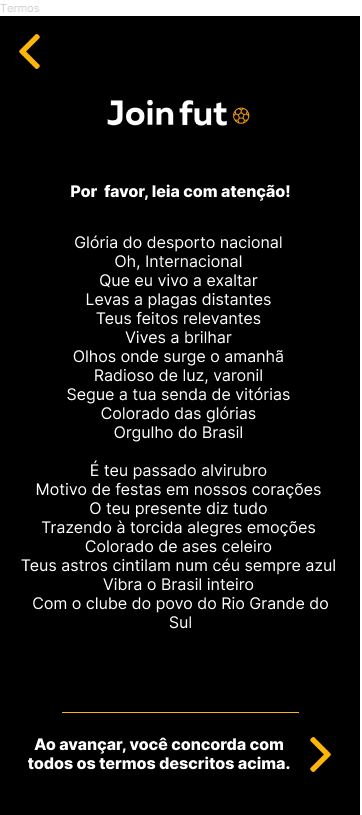 Termos
Join fut
Por favor, leia com atenção!
Glória do desporto nacional
Oh, Internacional
Que eu vivo a exaltar
Levas a plagas distantes
Teus feitos relevantes
Vives a brilhar
Olhos onde surge o amanhã
Radioso de luz, varonil
Segue a tua senda de vitórias
Colorado das glórias
Orgulho do Brasil
É teu passado alvirubro
Motivo de festas em nossos corações
O teu presente diz tudo
Trazendo à torcida alegres emoções
Colorado de ases celeiro
Teus astros cintilam num céu sempre azul
Vibra o Brasil inteiro
Com o clube do povo do Rio Grande do
Sul
Ao avançar, você concorda com
todos os termos descritos acima.